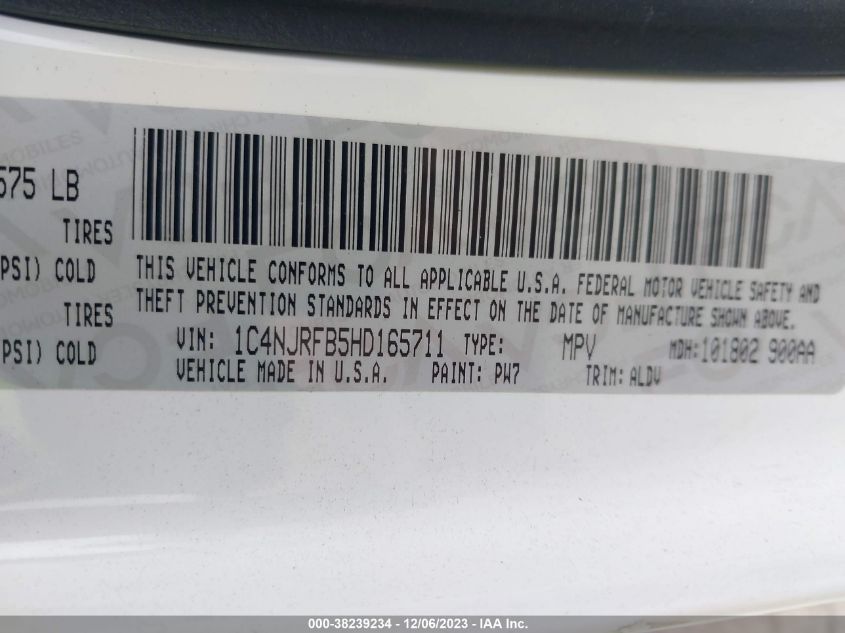 575 LB
TIRES
PSI) COLD
TIRES
PSI) COLD
THIS VEHICLE CONFORMS TO ALL APPLICABLE U.S.A. FEDERAL MOTOR VEHICLE SAFETY AND
THEFT PREVENTION STANDARDS IN EFFECT ON THE DATE OF MANUFACTURE SHOWN ABOVE.
VIN: 1C4NJRFB5HD165711 TYPE: MPV MDH:101802 900AA
VEHICLE MADE IN U.S.A. PAINT: PW7 TRIM: ALDV
000-38239234 - 12/06/2023 - IAA Inc.